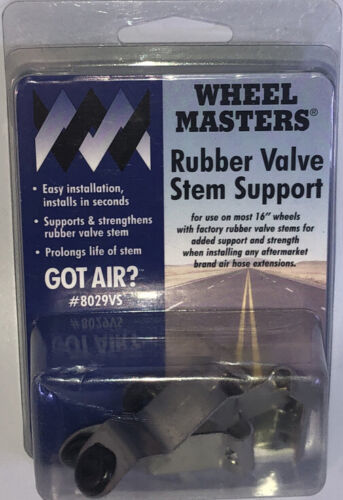 WHEEL
MASTERS®
Rubber Valve
Stem Support
for use on most 16" wheels
with factory rubber valve stems for
added support and strength
when installing any aftermarket
brand air hose extensions.
• Easy installation,
installs in seconds
• Supports & strengthens
rubber valve stem
• Prolongs life of stem
GOT AIR?™
#8029VS